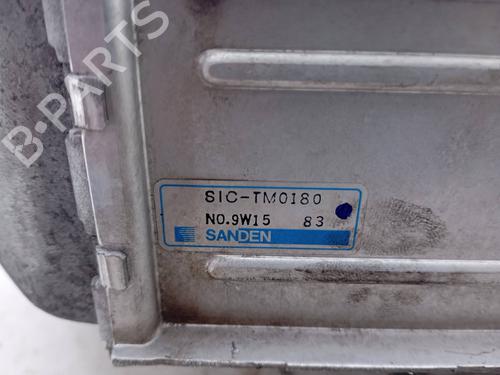 B-PARTS
SIC-TM0180
NO.9W15 83
SANDEN